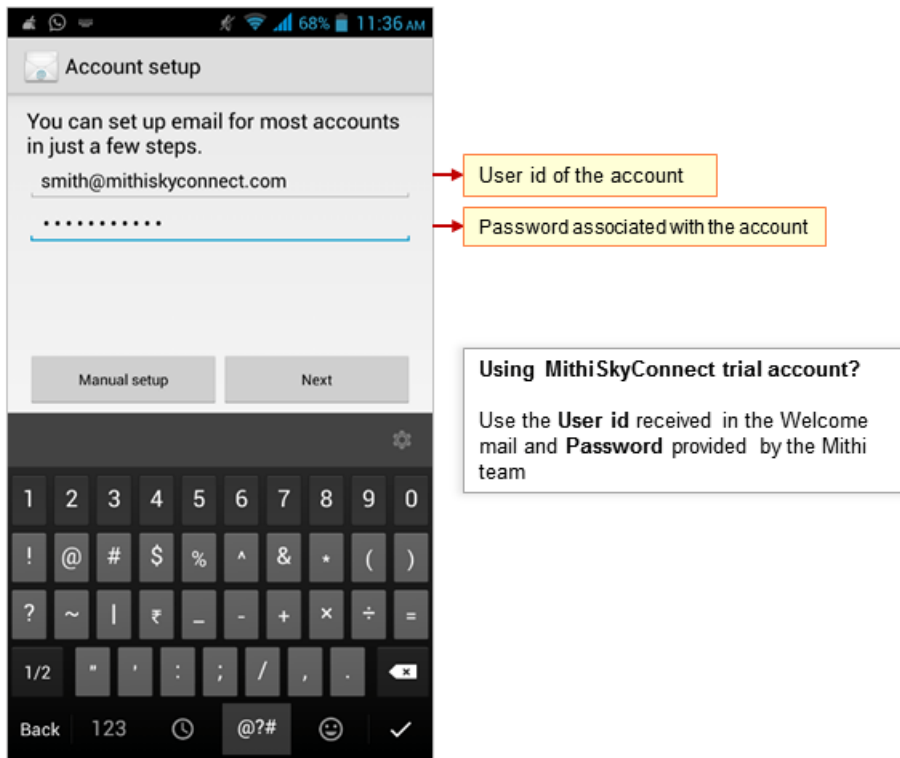 68% 11:36 AM
Account setup
You can set up email for most accounts
in just a few steps.
smith@mithiskyconnect.com
•••••••••••
User id of the account
Password associated with the account
Manual setup Next
Using MithiSkyConnect trial account?
Use the User id received in the Welcome
mail and Password provided by the Mithi
team
1 2 3 4 5 6 7 8 9 0
! @ # $ % ^ & * ( )
? ~ | ₹ _ - + × ÷ =
1/2 " ' : ; / , .
Back 123 @?#